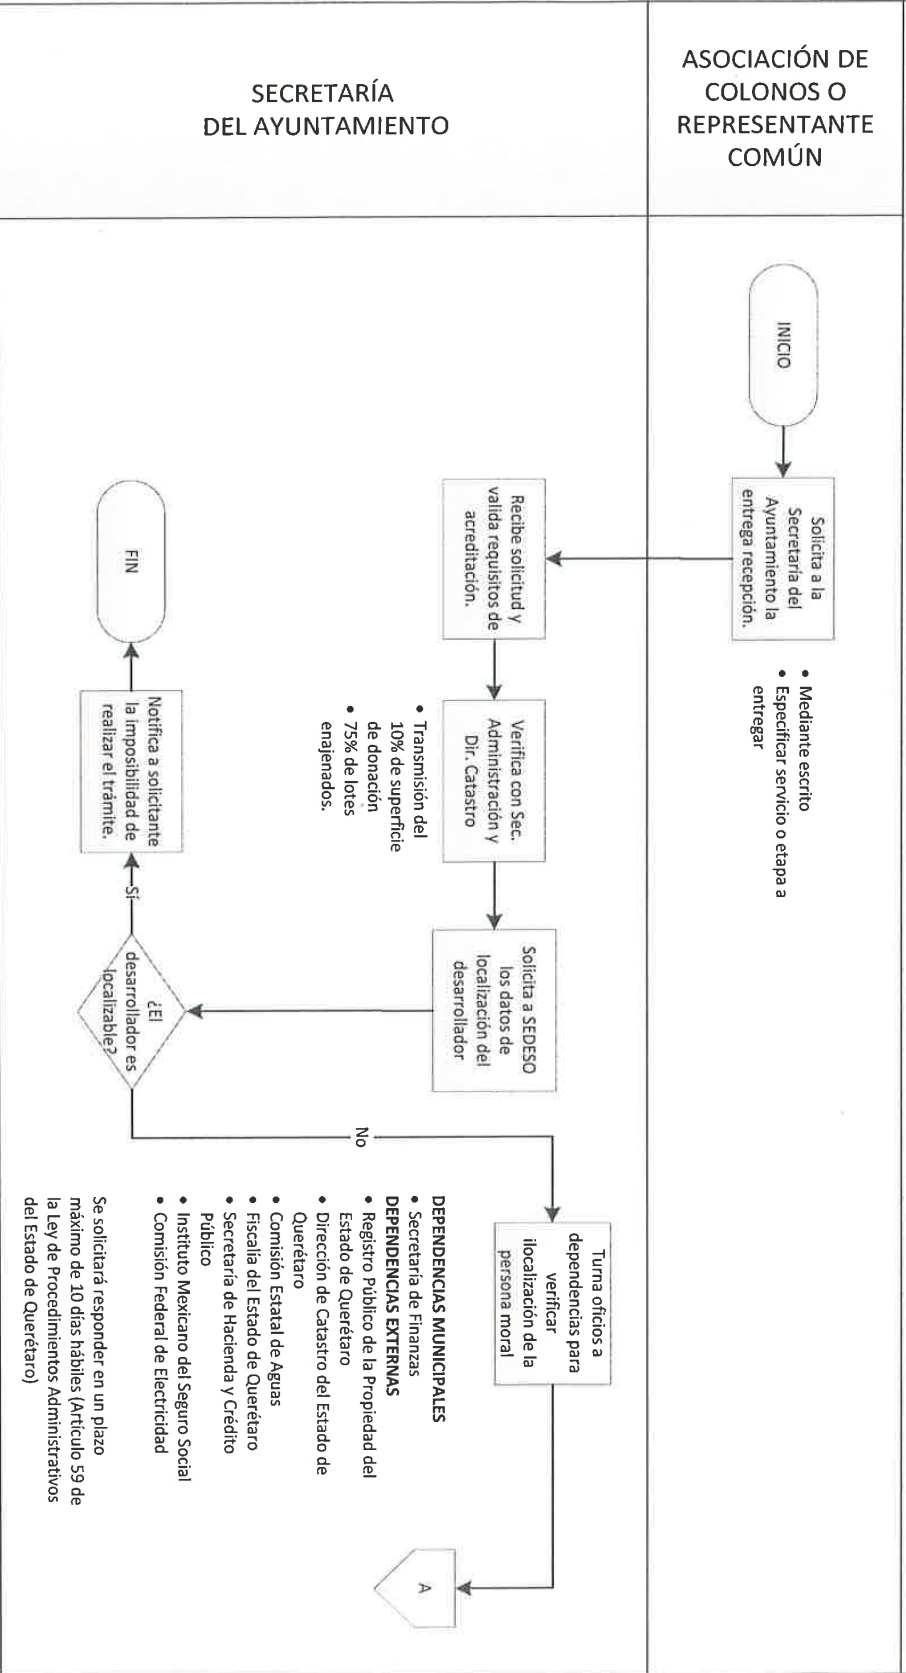 ASOCIACIÓN DE
COLONOS O
REPRESENTANTE
COMÚN
INICIO
Solicita a la
Secretaría del
Ayuntamiento la
entrega recepción.
• Mediante escrito
• Especificar servicio o etapa a
entregar
SECRETARÍA
DEL AYUNTAMIENTO
Recibe solicitud y
valida requisitos de
acreditación.
Verifica con Sec.
Administración y
Dir. Catastro
• Transmisión del
10% de superficie
de donación
• 75% de lotes
enajenados.
Solicita a SEDESO
los datos de
localización del
desarrollador
¿El
desarrollador es
localizable?
Sí
Notifica a solicitante
la imposibilidad de
realizar el trámite.
FIN
No
Turna oficios a
dependencias para
verificar
ilocalización de la
persona moral
DEPENDENCIAS MUNICIPALES
• Secretaría de Finanzas
DEPENDENCIAS EXTERNAS
• Registro Público de la Propiedad del
Estado de Querétaro
• Dirección de Catastro del Estado de
Querétaro
• Comisión Estatal de Aguas
• Fiscalía del Estado de Querétaro
• Secretaría de Hacienda y Crédito
Público
• Instituto Mexicano del Seguro Social
• Comisión Federal de Electricidad
Se solicitará responder en un plazo
máximo de 10 días hábiles (Artículo 59 de
la Ley de Procedimientos Administrativos
del Estado de Querétaro)
A